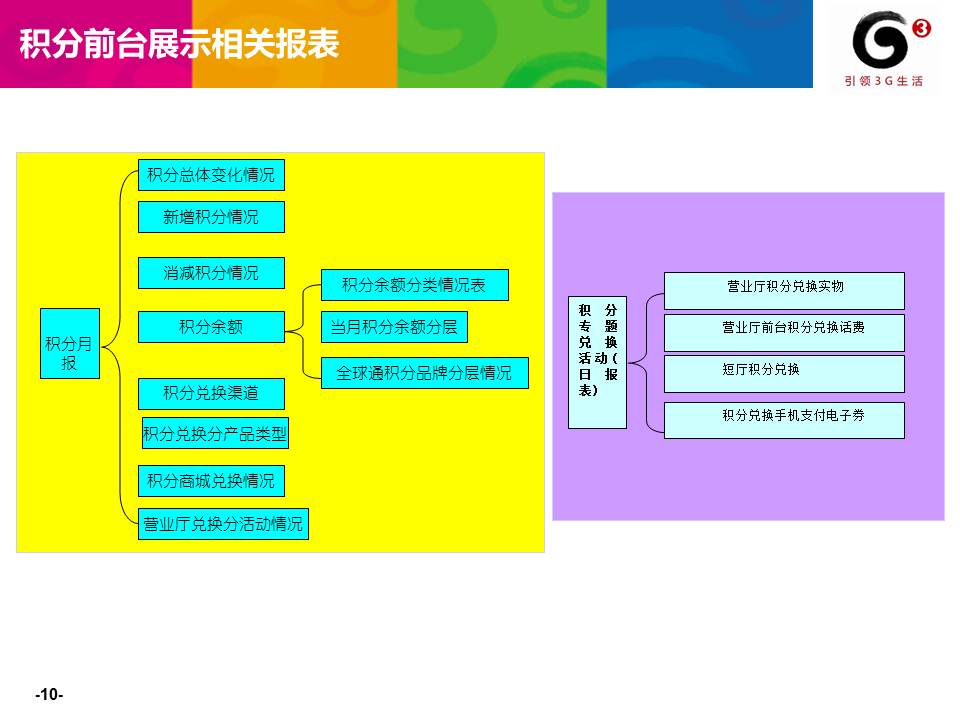 积分前台展示相关报表
3
引领3G生活
积分总体变化情况
新增积分情况
消减积分情况
积分余额分类情况表
积分余额
当月积分余额分层
积分月
报
全球通积分品牌分层情况
积分兑换渠道
积分兑换分产品类型
积分商城兑换情况
营业厅兑换分活动情况
积分
专题
兑换
活动(
日报
表)
营业厅积分兑换实物
营业厅前台积分兑换话费
短厅积分兑换
积分兑换手机支付电子券
-10-